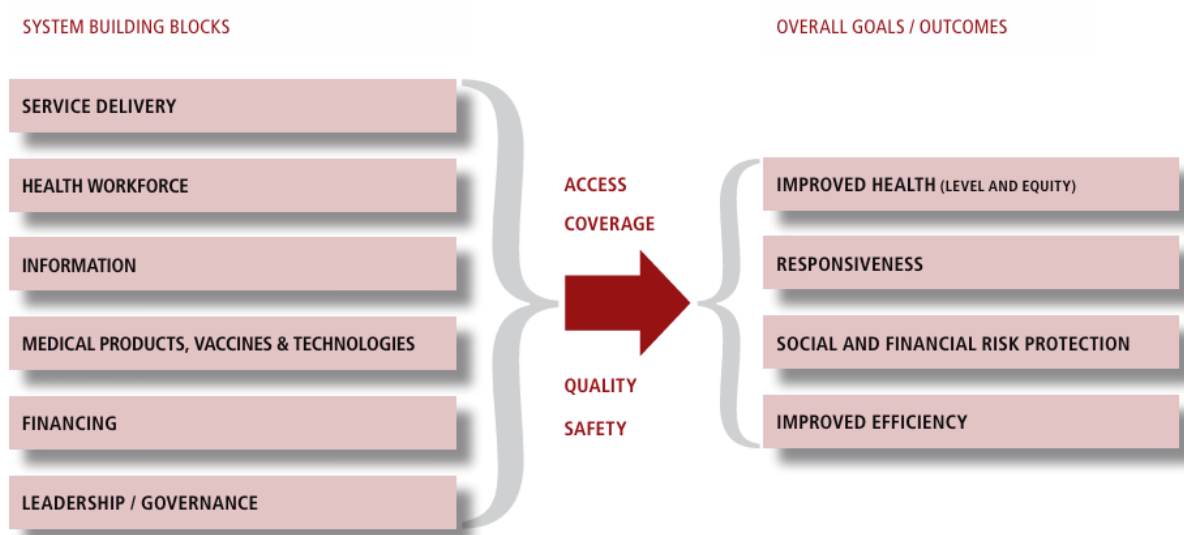 SYSTEM BUILDING BLOCKS
SERVICE DELIVERY
HEALTH WORKFORCE
INFORMATION
MEDICAL PRODUCTS, VACCINES & TECHNOLOGIES
FINANCING
LEADERSHIP / GOVERNANCE
ACCESS
COVERAGE
QUALITY
SAFETY
OVERALL GOALS / OUTCOMES
IMPROVED HEALTH (LEVEL AND EQUITY)
RESPONSIVENESS
SOCIAL AND FINANCIAL RISK PROTECTION
IMPROVED EFFICIENCY